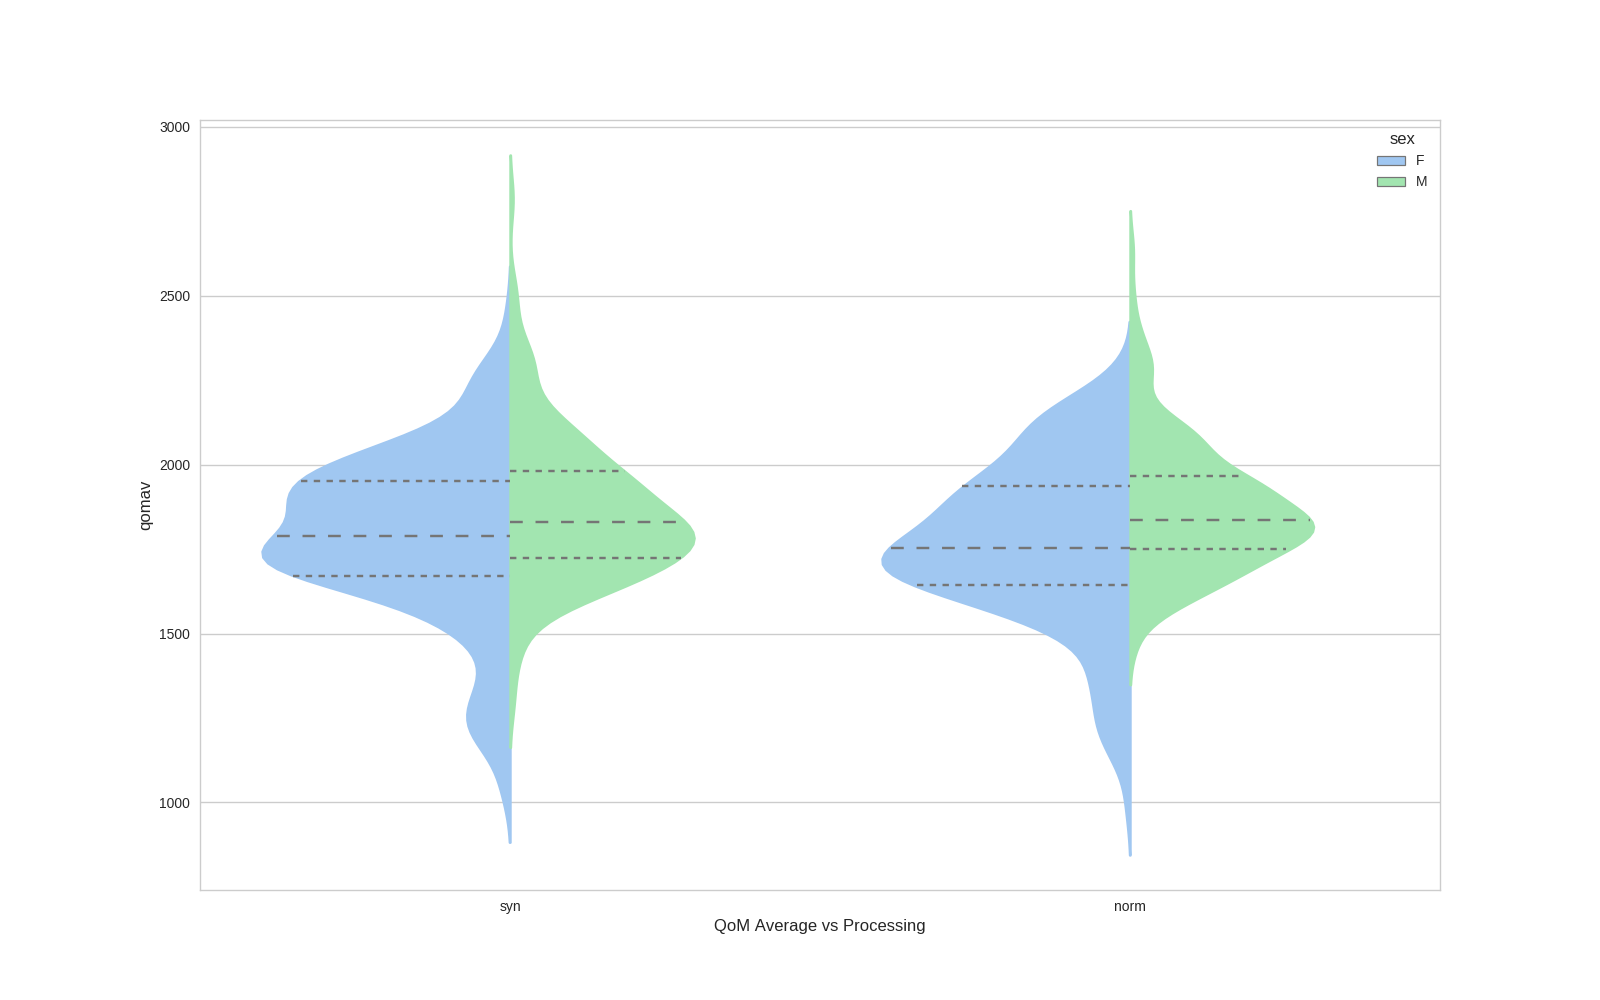 3000
2500
2000
1500
1000
qomav
sex
F
M
syn
norm
QoM Average vs Processing